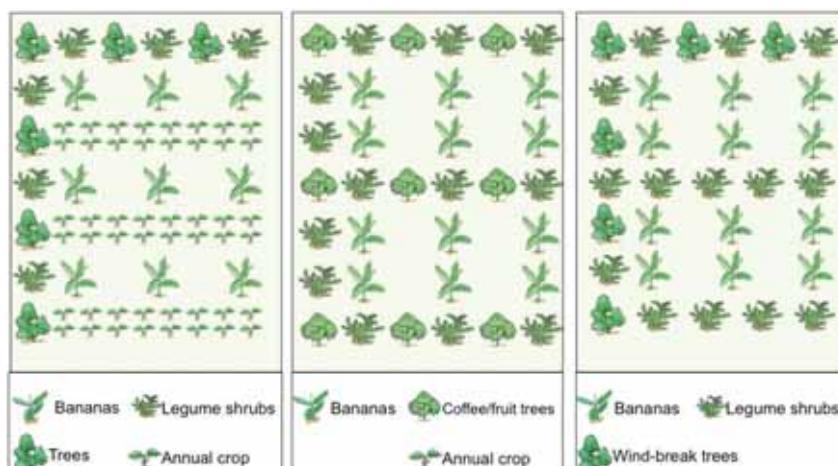 Bananas Legume shrubs
Trees Annual crop
Bananas Coffee/fruit trees
Annual crop
Bananas Legume shrubs
Wind-break trees